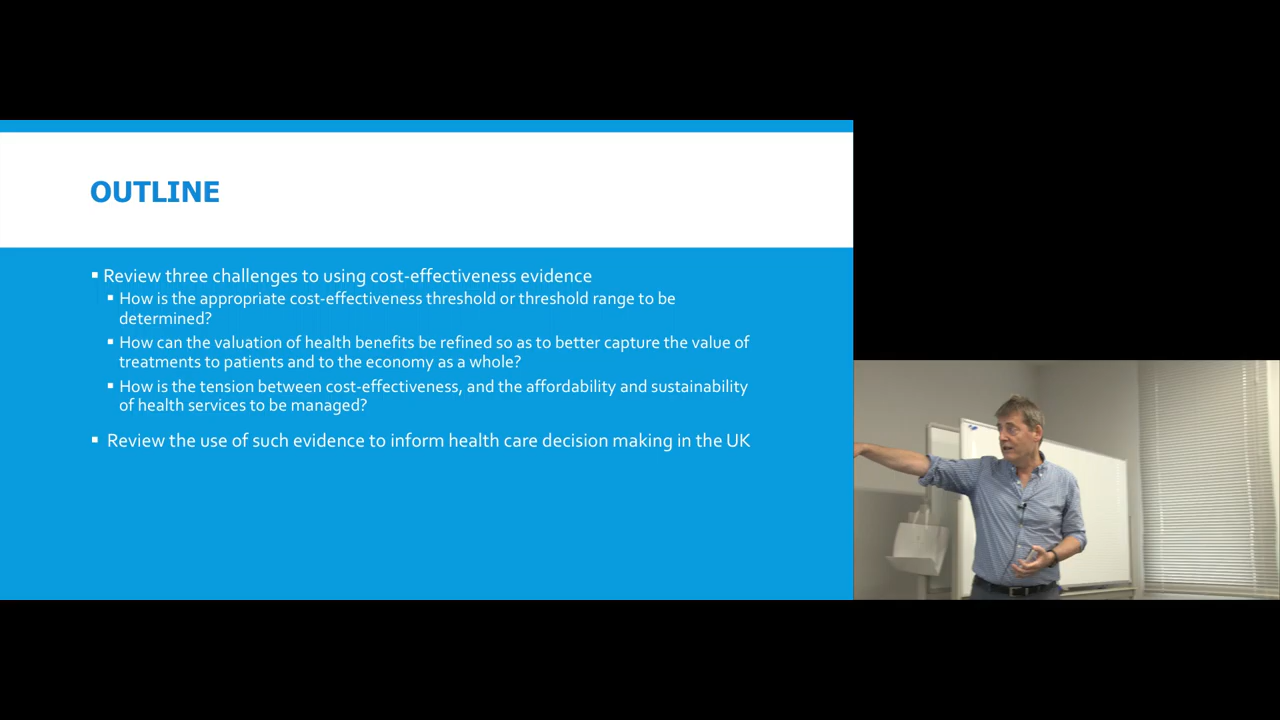 OUTLINE
▪ Review three challenges to using cost-effectiveness evidence
▪ How is the appropriate cost-effectiveness threshold or threshold range to be
determined?
▪ How can the valuation of health benefits be refined so as to better capture the value of
treatments to patients and to the economy as a whole?
▪ How is the tension between cost-effectiveness, and the affordability and sustainability
of health services to be managed?
▪ Review the use of such evidence to inform health care decision making in the UK